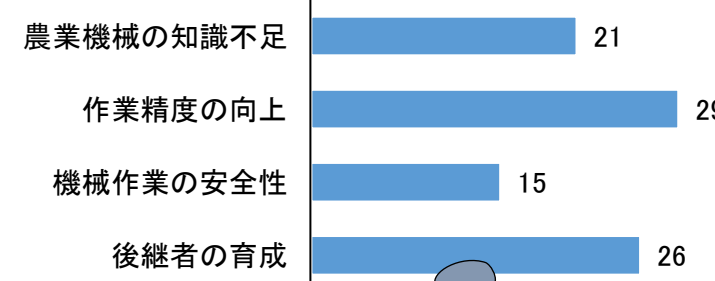 農業機械の知識不足 21
作業精度の向上 29
機械作業の安全性 15
後継者の育成 26